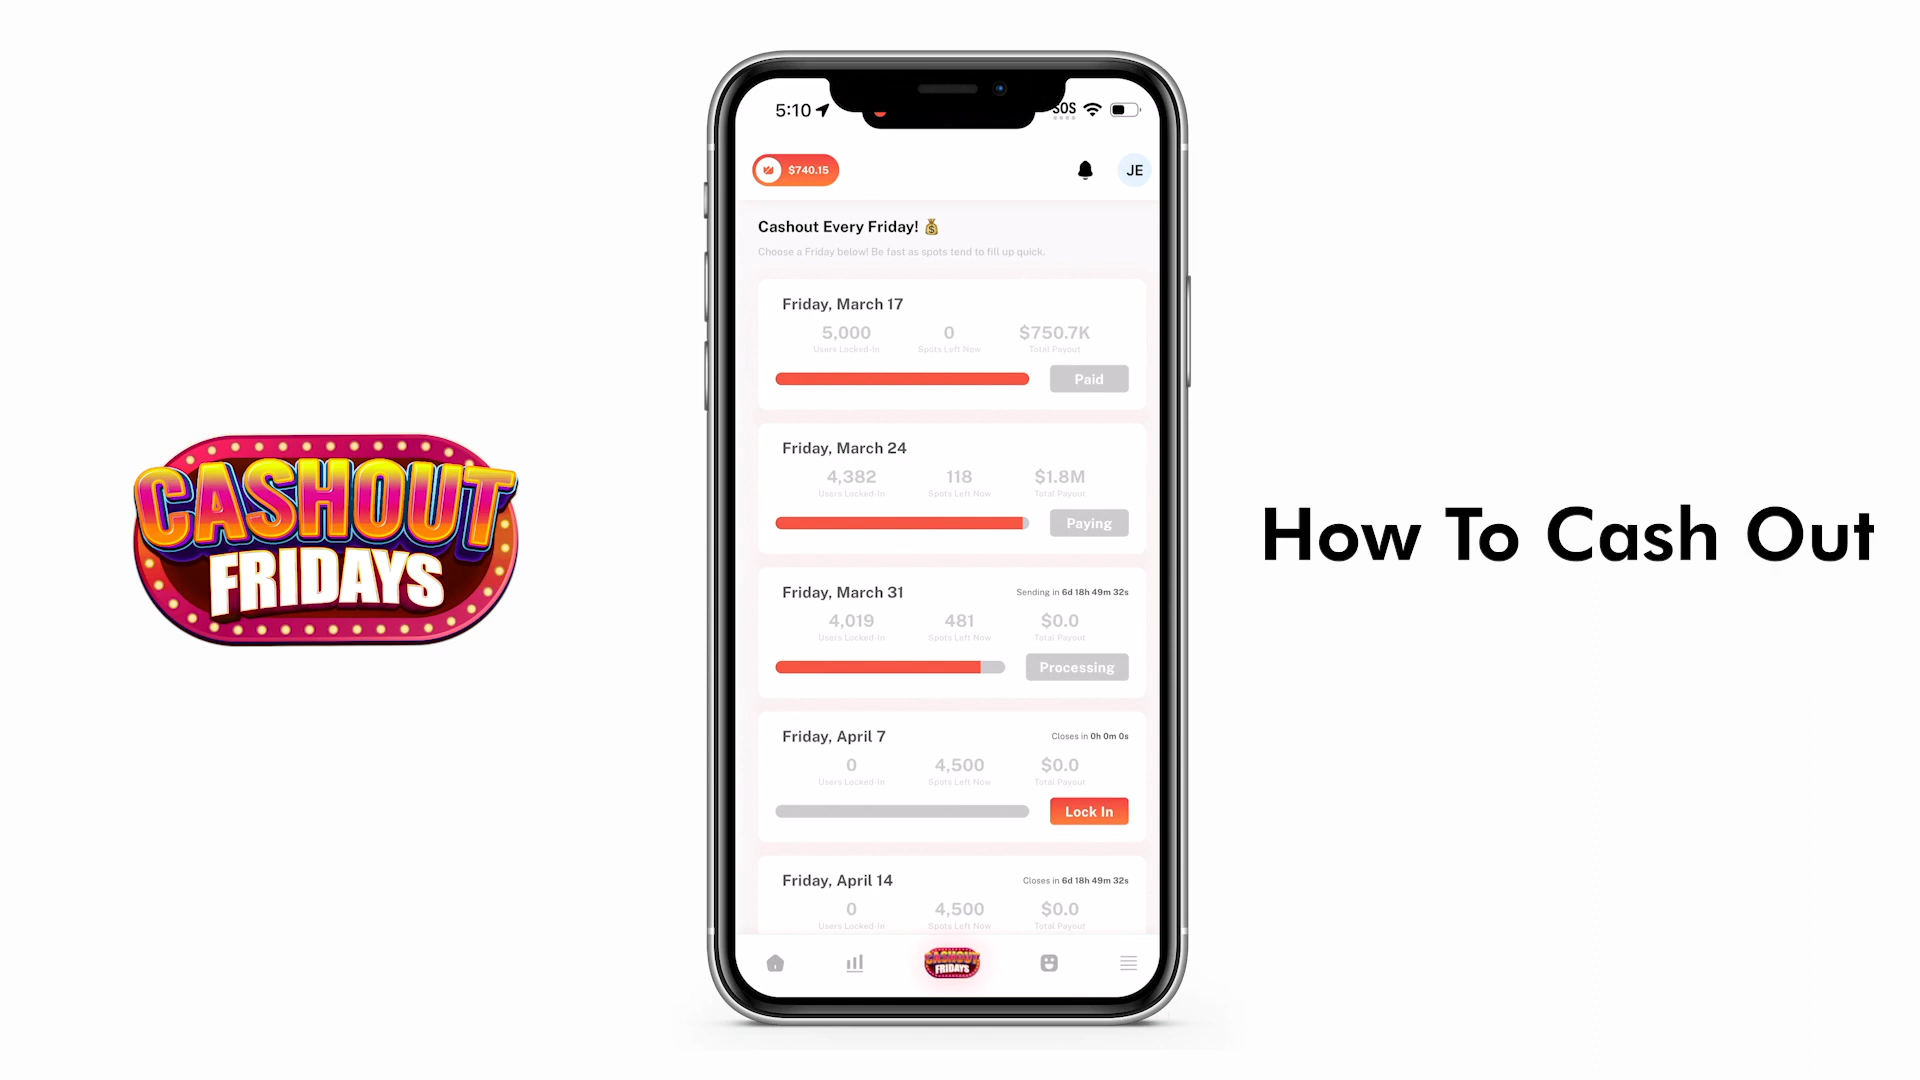 CASHOUT
FRIDAYS
5:10
SOS
$740.15
JE
Cashout Every Friday! 💰
Choose a Friday below! Be fast as spots tend to fill up quick.
Friday, March 17
5,000 0 $750.7K
Users Locked-In Spots Left Now Total Payout
Paid
Friday, March 24
4,382 118 $1.8M
Users Locked-In Spots Left Now Total Payout
Paying
Friday, March 31 Sending in 6d 18h 49m 32s
4,019 481 $0.0
Users Locked-In Spots Left Now Total Payout
Processing
Friday, April 7 Closes in 0h 0m 0s
0 4,500 $0.0
Users Locked-In Spots Left Now Total Payout
Lock In
Friday, April 14 Closes in 6d 18h 49m 32s
0 4,500 $0.0
Users Locked-In Spots Left Now Total Payout
CASHOUT
FRIDAYS
How To Cash Out